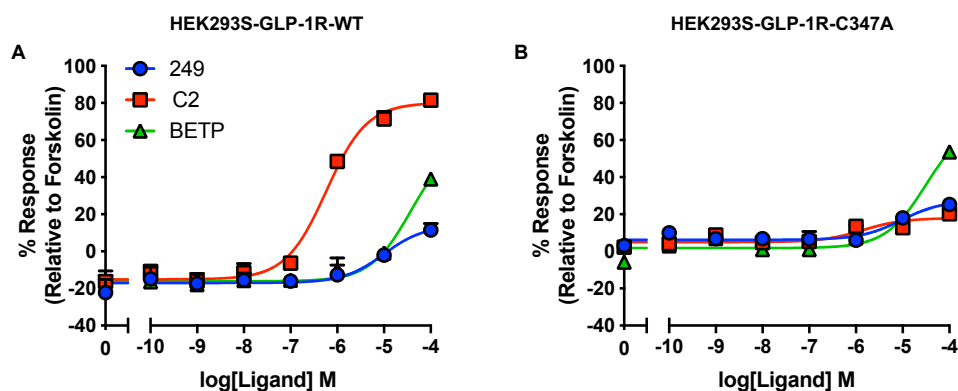 HEK293S-GLP-1R-WT
A
249
C2
BETP
% Response
(Relative to Forskolin)
100
80
60
40
20
0
-20
-40
0
-10
-9
-8
-7
-6
-5
-4
log[Ligand] M
HEK293S-GLP-1R-C347A
B
% Response
(Relative to Forskolin)
100
80
60
40
20
0
-20
-40
0
-10
-9
-8
-7
-6
-5
-4
log[Ligand] M